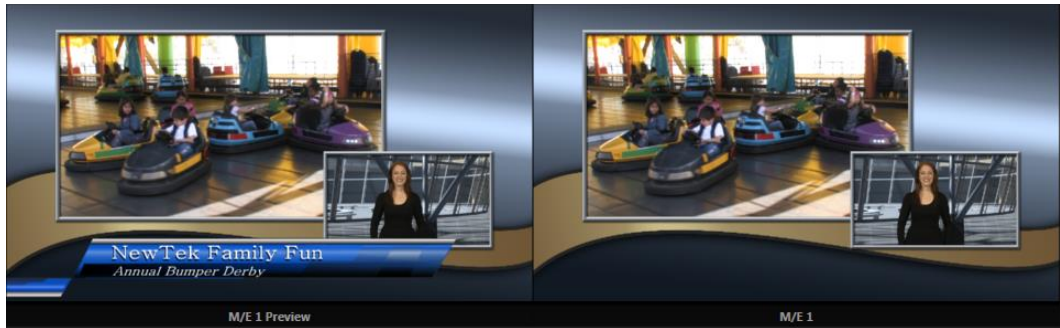 NewTek Family Fun
Annual Bumper Derby
M/E 1 Preview
M/E 1